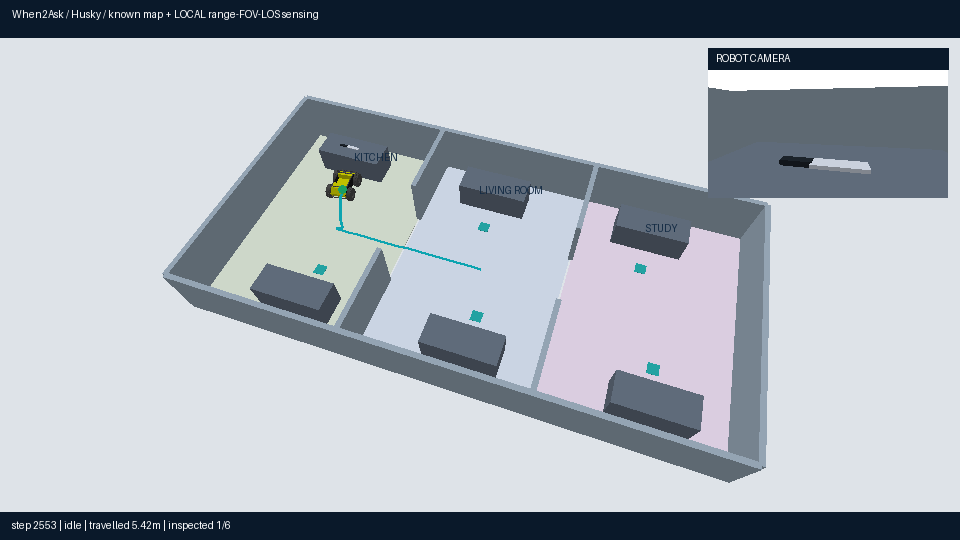 When2Ask / Husky / known map + LOCAL range-FOV-LOS sensing
ROBOT CAMERA
KITCHEN
LIVING ROOM
STUDY
step 2553 | idle | travelled 5.42m | inspected 1/6